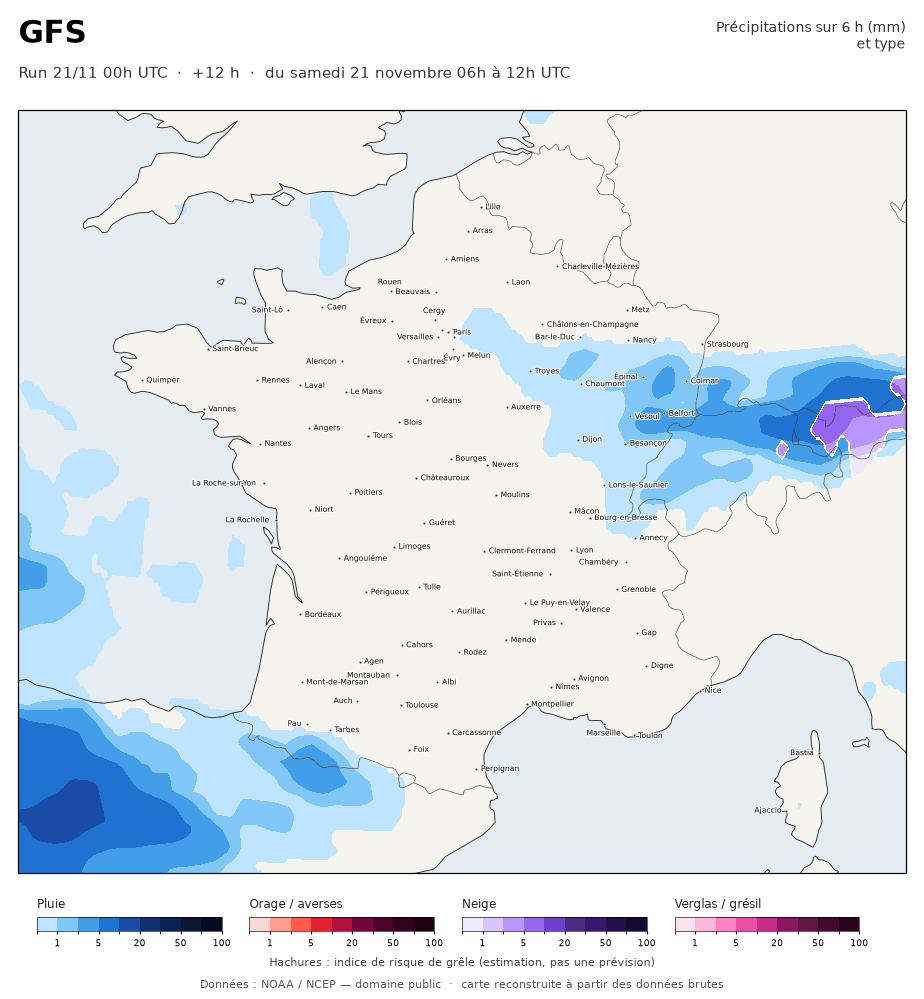 GFS
Précipitations sur 6 h (mm)
et type
Run 21/11 00h UTC · +12 h · du samedi 21 novembre 06h à 12h UTC
Lille
Arras
Amiens
Charleville-Mézières
Rouen
Laon
Beauvais
Saint-Lô
Caen
Cergy
Metz
Évreux
Châlons-en-Champagne
Paris
Versailles
Bar-le-Duc
Nancy
Strasbourg
Saint-Brieuc
Évry
Melun
Alençon
Chartres
Troyes
Épinal
Quimper
Rennes
Laval
Chaumont
Colmar
Le Mans
Orléans
Auxerre
Vannes
Vesoul
Belfort
Blois
Angers
Tours
Dijon
Nantes
Besançon
Bourges
Nevers
La Roche-sur-Yon
Châteauroux
Lons-le-Saunier
Poitiers
Moulins
Niort
Mâcon
La Rochelle
Guéret
Bourg-en-Bresse
Annecy
Limoges
Clermont-Ferrand
Lyon
Angoulême
Chambéry
Saint-Étienne
Périgueux
Tulle
Grenoble
Le Puy-en-Velay
Bordeaux
Aurillac
Valence
Privas
Gap
Cahors
Mende
Rodez
Agen
Digne
Montauban
Mont-de-Marsan
Albi
Avignon
Nîmes
Nice
Auch
Toulouse
Montpellier
Pau
Tarbes
Carcassonne
Marseille
Toulon
Foix
Bastia
Perpignan
Ajaccio
Pluie
Orage / averses
Neige
Verglas / grésil
1 5 20 50 100
1 5 20 50 100
1 5 20 50 100
1 5 20 50 100
Hachures : indice de risque de grêle (estimation, pas une prévision)
Données : NOAA / NCEP — domaine public · carte reconstruite à partir des données brutes